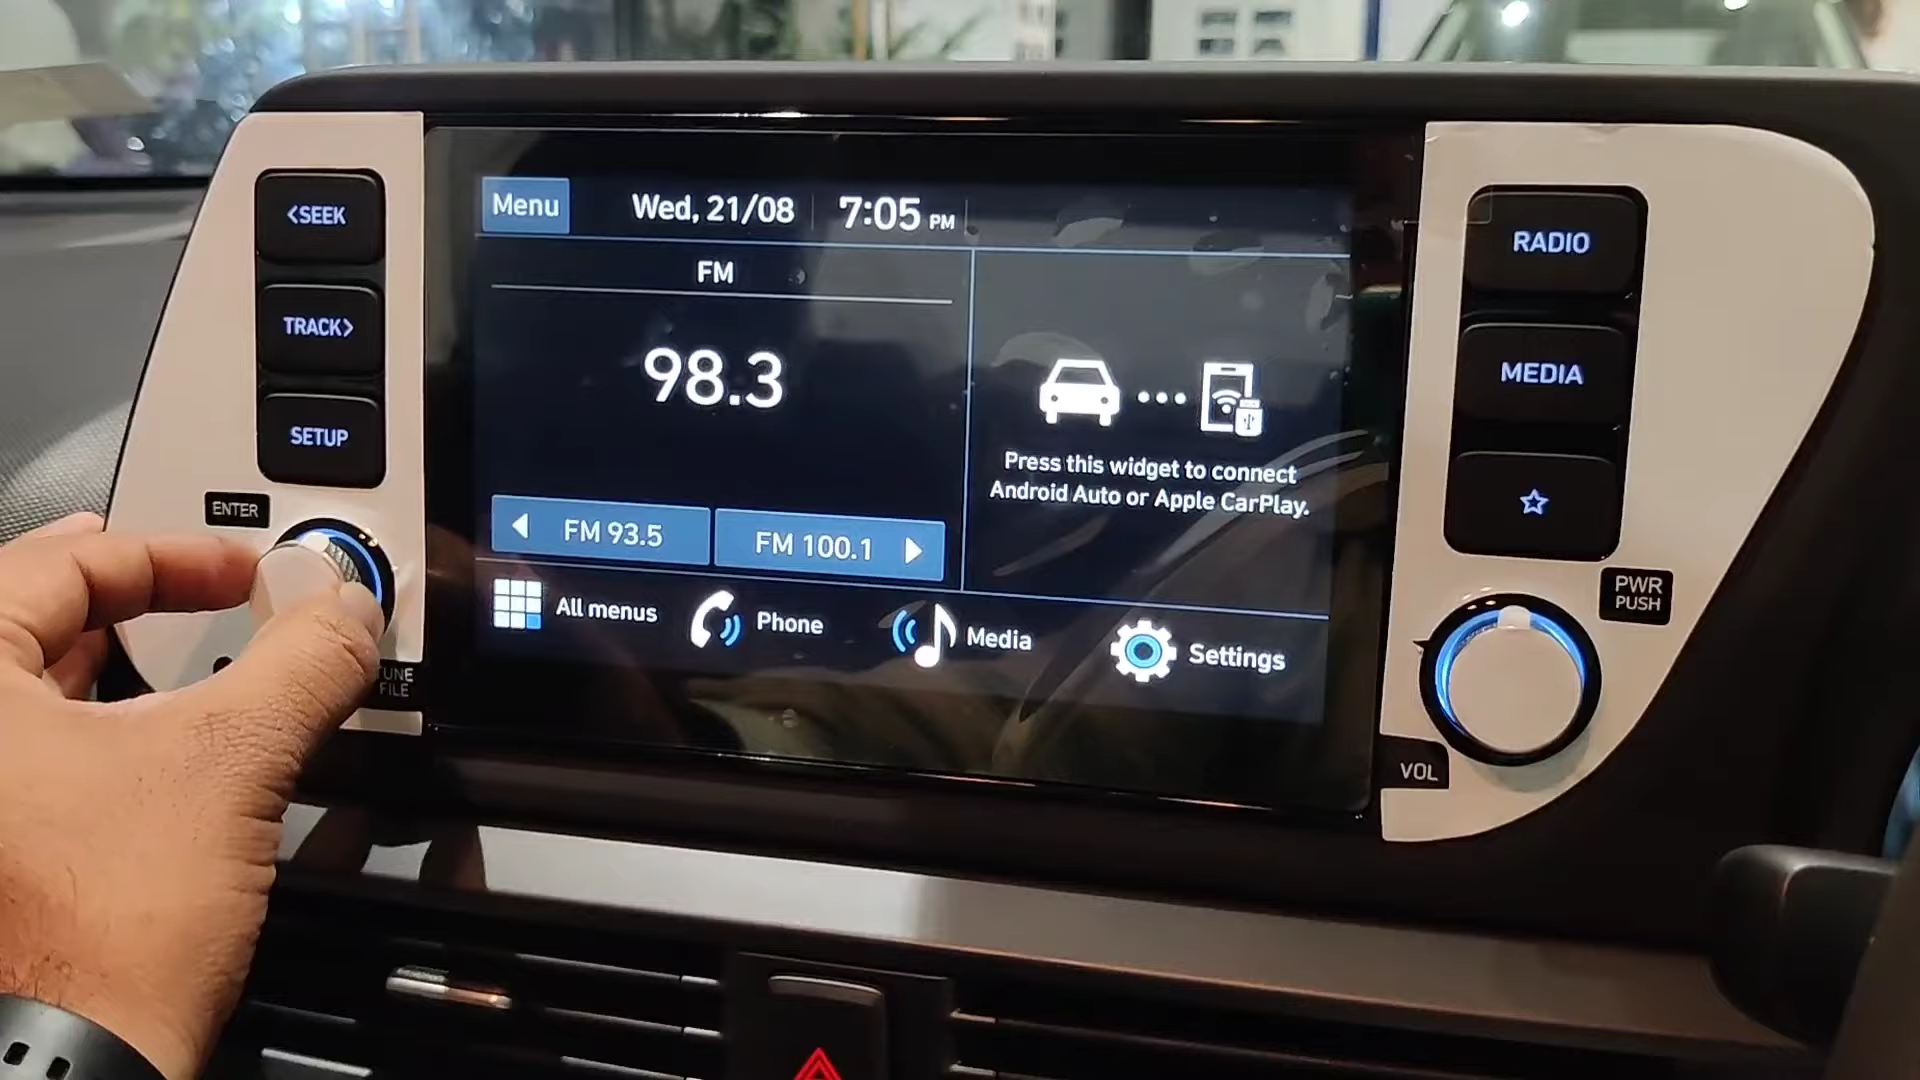 <SEEK
TRACK>
SETUP
ENTER
TUNE
FILE
Menu
Wed, 21/08
7:05 PM
FM
98.3
FM 93.5
FM 100.1
Press this widget to connect
Android Auto or Apple CarPlay.
All menus
Phone
Media
Settings
RADIO
MEDIA
PWR
PUSH
VOL